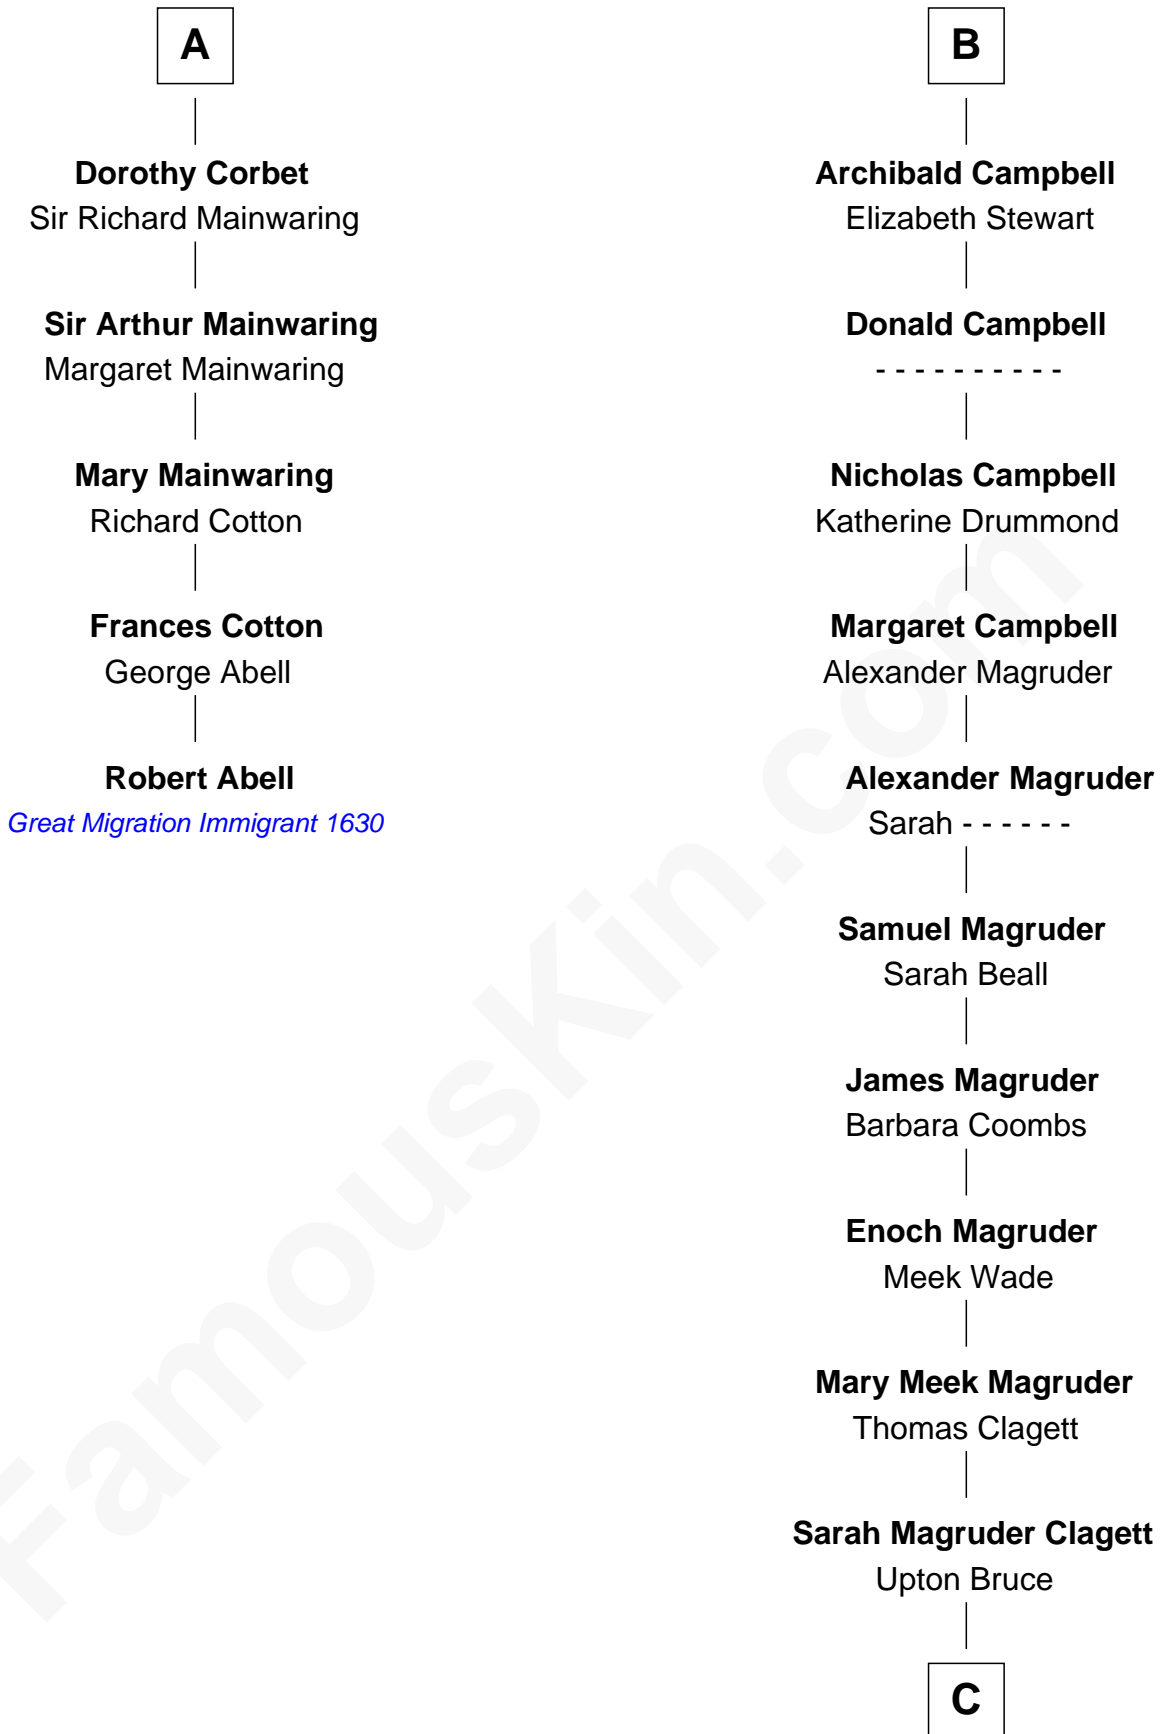 A
Dorothy Corbet
Sir Richard Mainwaring
Sir Arthur Mainwaring
Margaret Mainwaring
Mary Mainwaring
Richard Cotton
Frances Cotton
George Abell
Robert Abell
Great Migration Immigrant 1630
B
Archibald Campbell
Elizabeth Stewart
Donald Campbell
- - - - - - - - - -
Nicholas Campbell
Katherine Drummond
Margaret Campbell
Alexander Magruder
Alexander Magruder
Sarah - - - - - -
Samuel Magruder
Sarah Beall
James Magruder
Barbara Coombs
Enoch Magruder
Meek Wade
Mary Meek Magruder
Thomas Clagett
Sarah Magruder Clagett
Upton Bruce
C
FamousKin.com